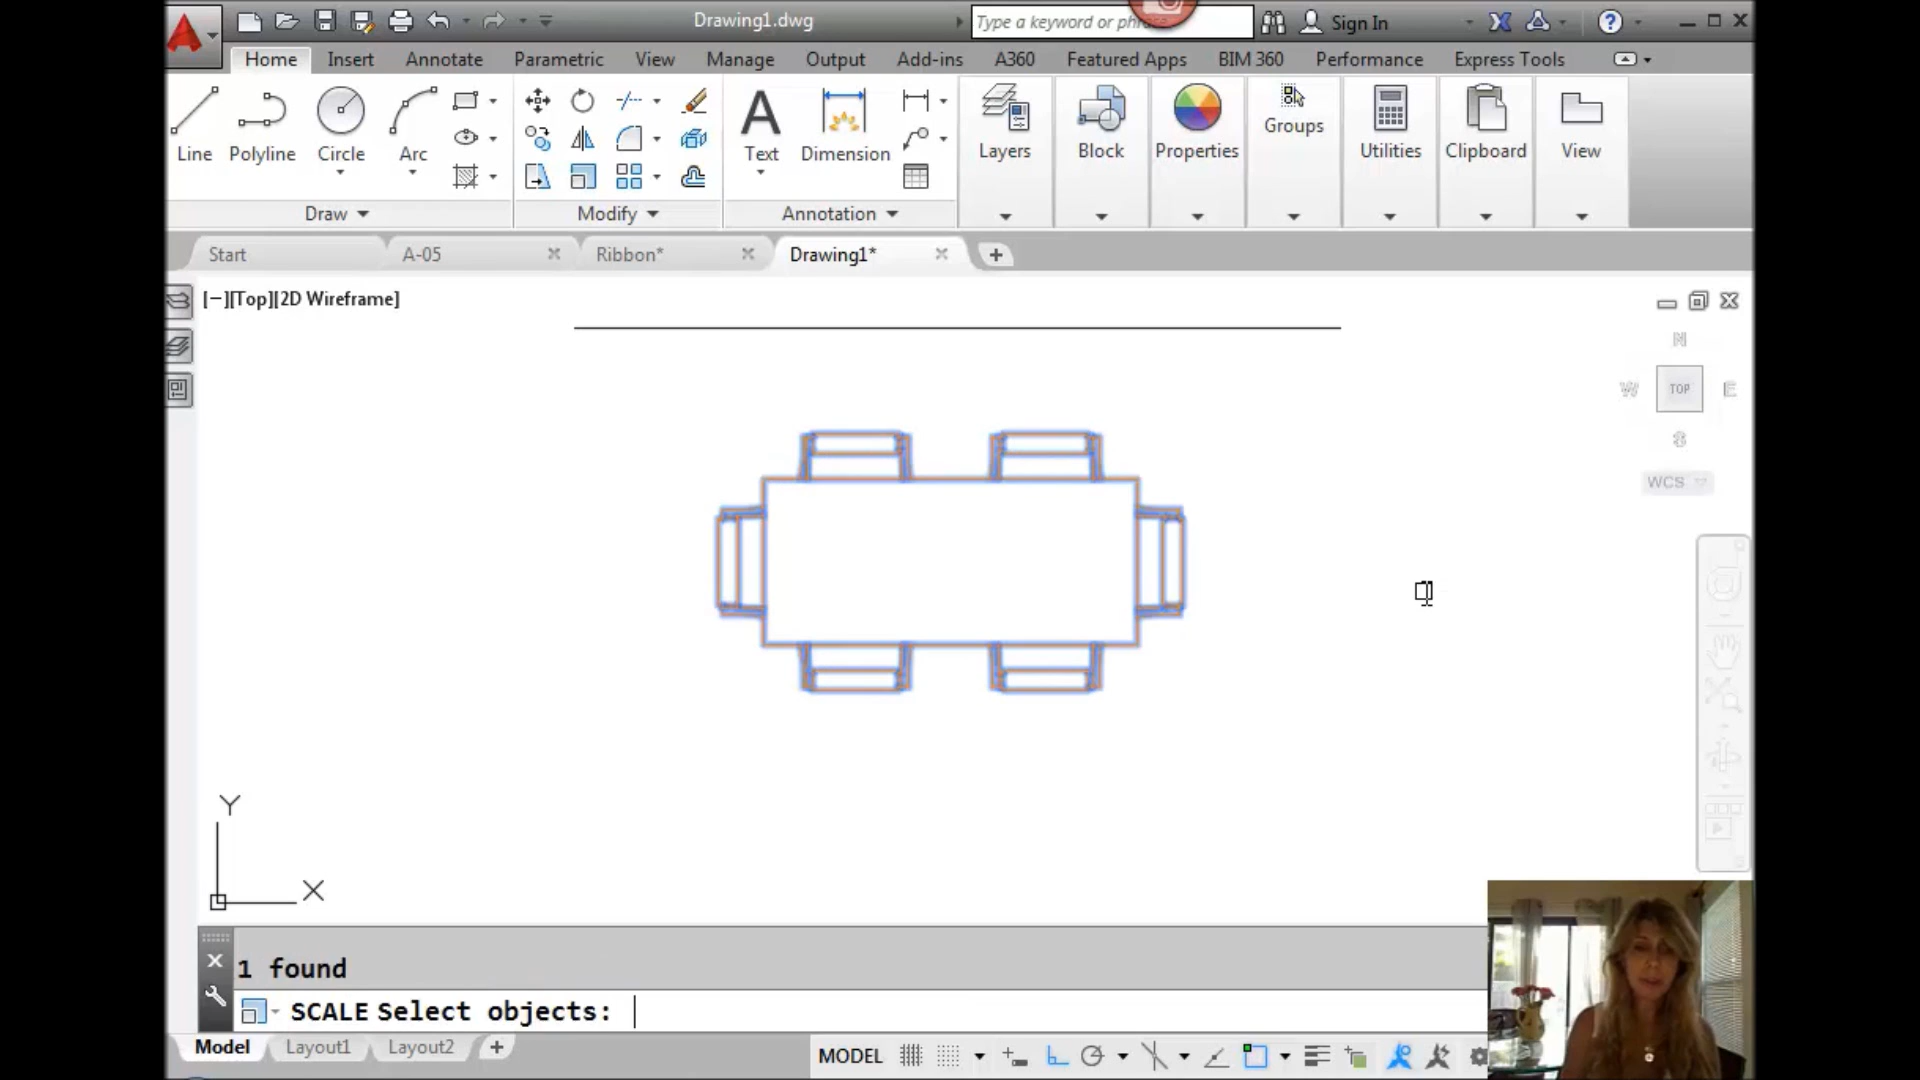 Drawing1.dwg
Type a keyword or phr
Sign In
Home Insert Annotate Parametric View Manage Output Add-ins A360 Featured Apps BIM 360 Performance Express Tools
Line Polyline Circle Arc
Text Dimension
Layers Block Properties Groups Utilities Clipboard View
Draw Modify Annotation
Start A-05 Ribbon* Drawing1*
[−][Top][2D Wireframe]
N
W TOP E
S
WCS
Y
X
1 found
SCALE Select objects:
Model Layout1 Layout2
MODEL